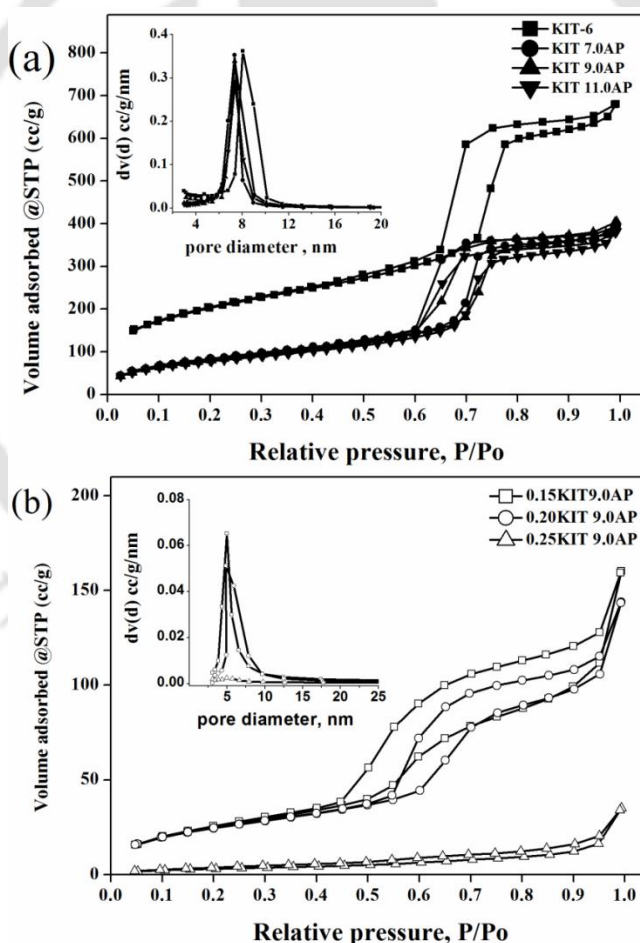 (a)
KIT-6
KIT 7.0AP
KIT 9.0AP
KIT 11.0AP
dv(d) cc/g/nm
0.4
0.3
0.2
0.1
0.0
4 8 12 16 20
pore diameter , nm
Volume adsorbed @STP (cc/g)
800
700
600
500
400
300
200
100
0
0.0 0.1 0.2 0.3 0.4 0.5 0.6 0.7 0.8 0.9 1.0
Relative pressure, P/Po
(b)
0.15KIT9.0AP
0.20KIT 9.0AP
0.25KIT 9.0AP
dv(d) cc/g/nm
0.08
0.06
0.04
0.02
0.00
5 10 15 20 25
pore diameter, nm
Volume adsorbed @STP (cc/g)
200
150
100
50
0
0.0 0.1 0.2 0.3 0.4 0.5 0.6 0.7 0.8 0.9 1.0
Relative pressure, P/Po